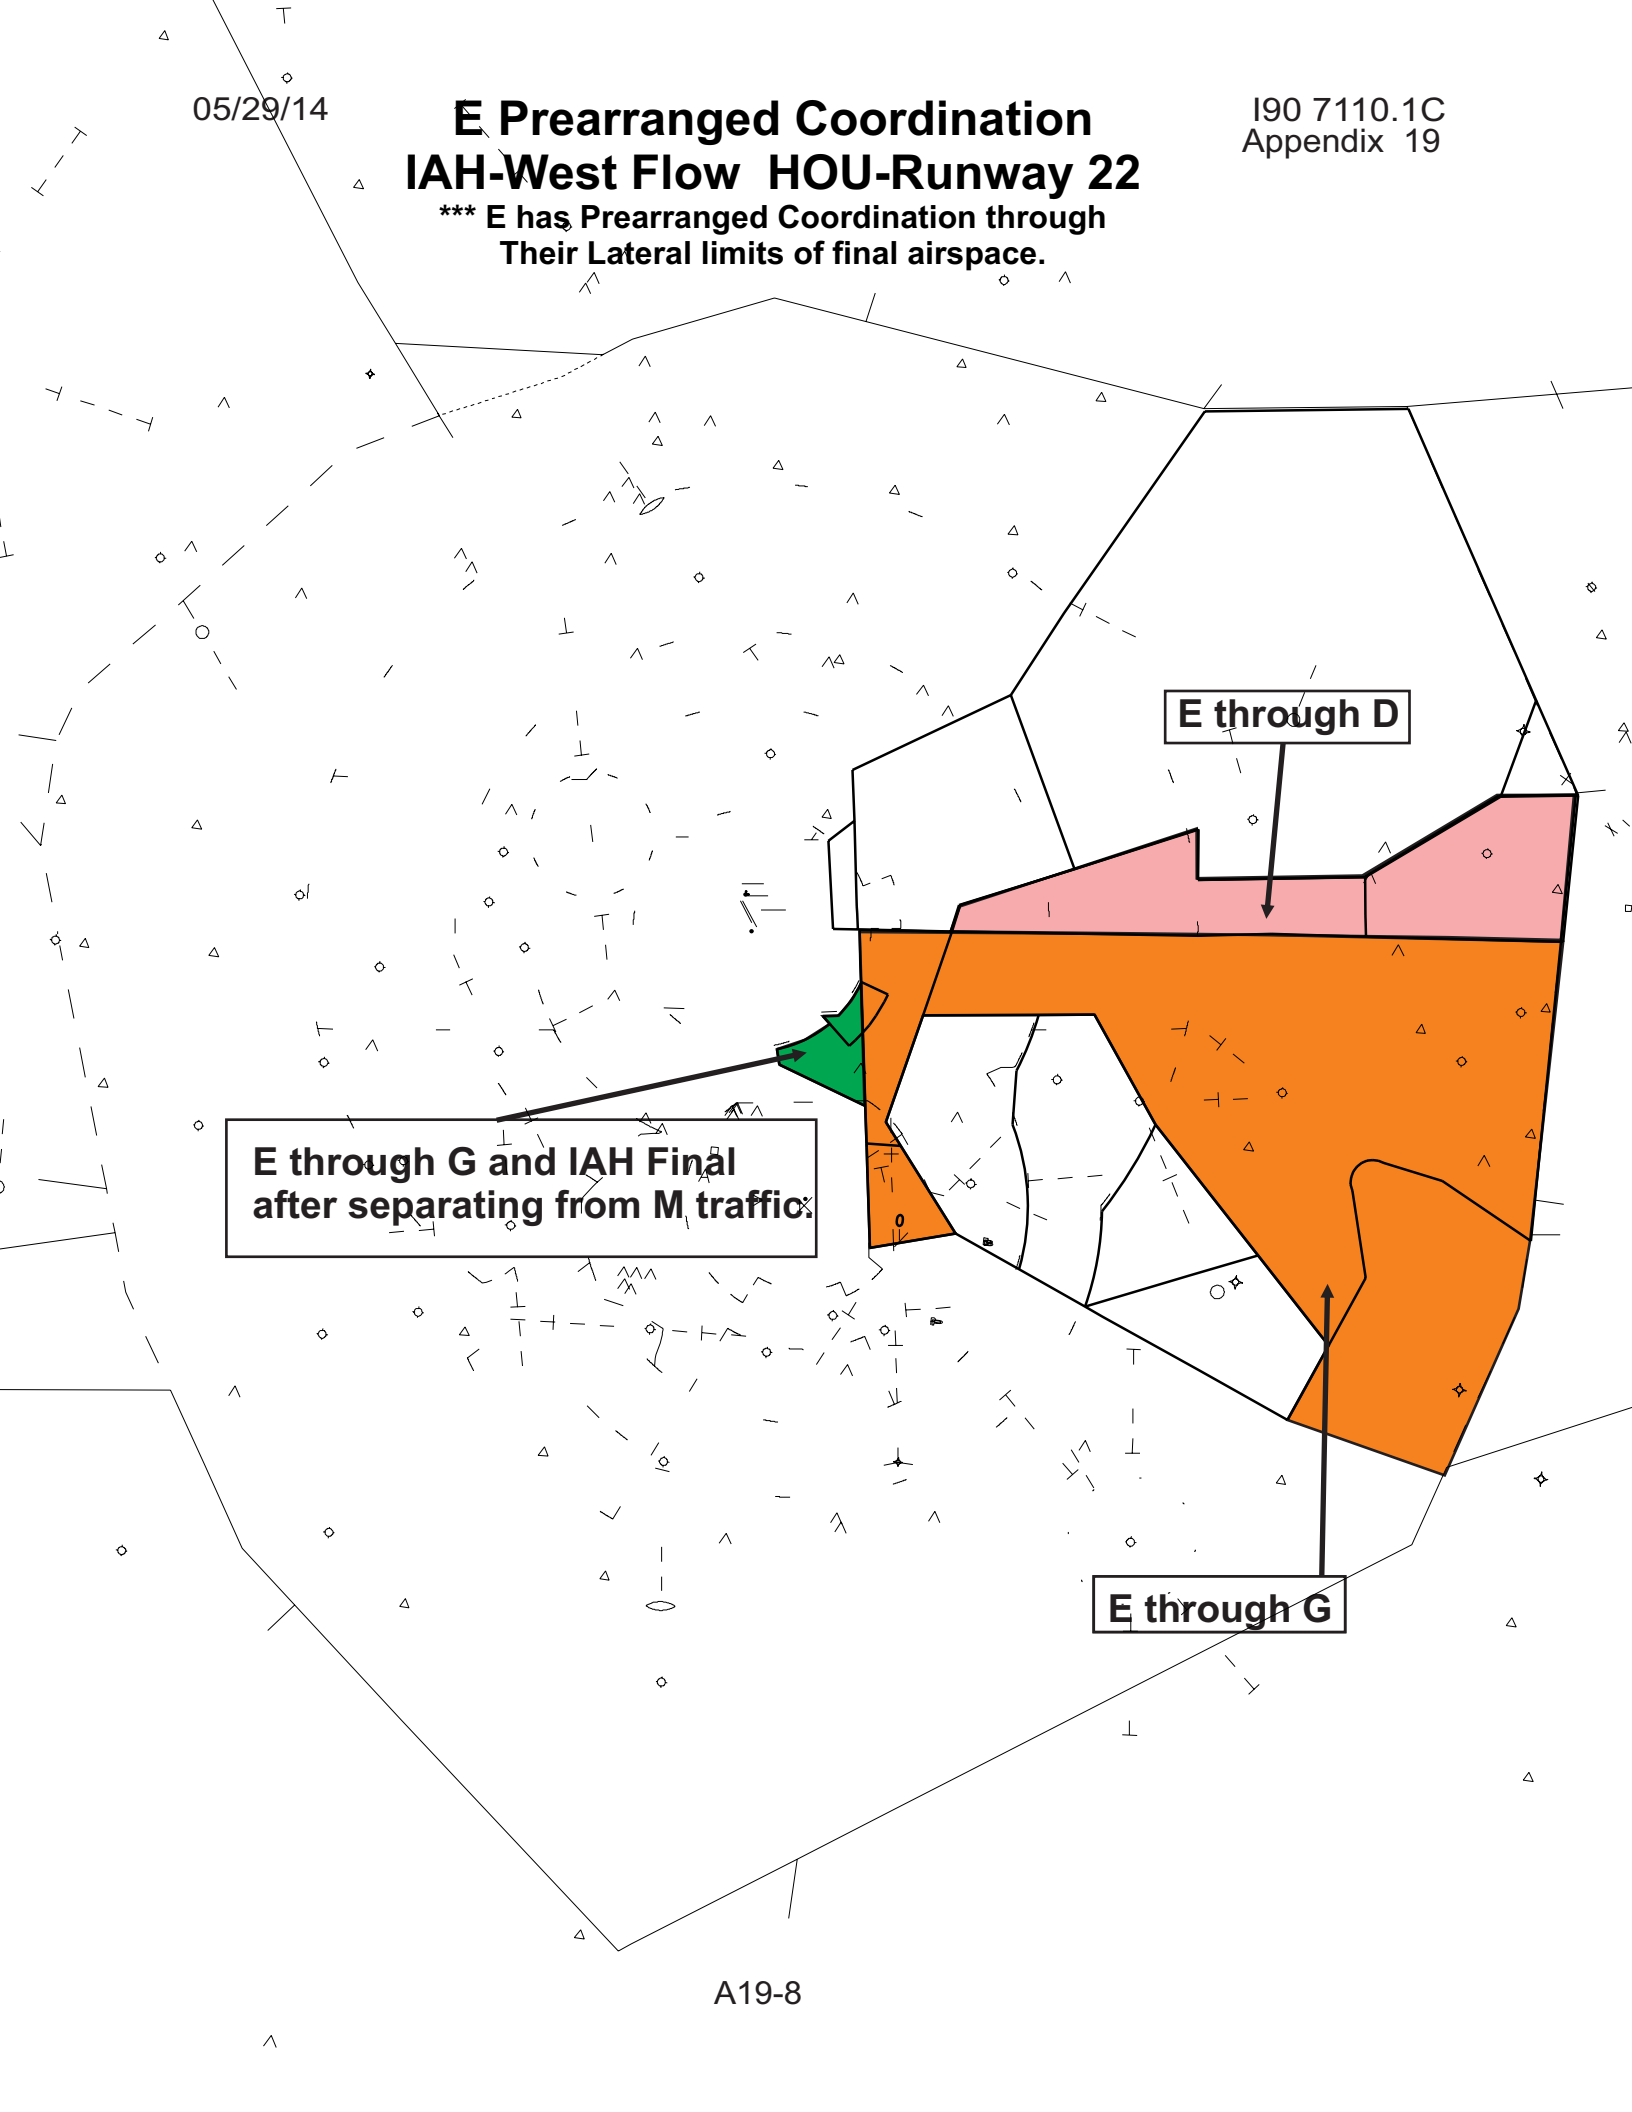 05/29/14
E Prearranged Coordination
IAH-West Flow HOU-Runway 22
*** E has Prearranged Coordination through
Their Lateral limits of final airspace.
I90 7110.1C
Appendix 19
E through D
E through G and IAH Final
after separating from M traffic.
0
E through G
A19-8